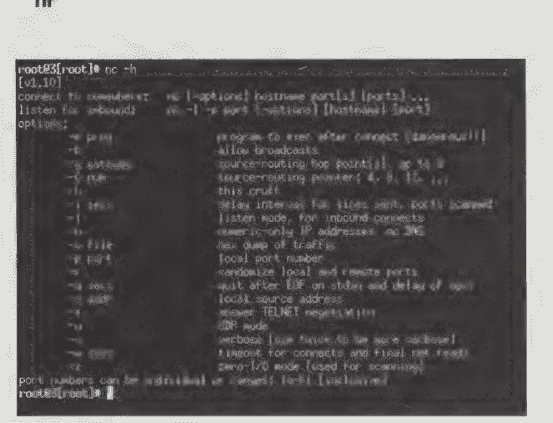 root@3[root]# nc -h
[v1.10]
connect to somewhere: nc [-options] hostname port[s] [ports] ...
listen for inbound: nc -l -p port [-options] [hostname] [port]
options:
prog program to exec after connect [dangerous!!]
allow broadcasts
gateway source-routing hop point[s], up to 8
num source-routing pointer: 4, 8, 12, ...
this cruft
secs delay interval for lines sent, ports scanned
listen mode, for inbound connects
numeric-only IP addresses, no DNS
file hex dump of traffic
port local port number
randomize local and remote ports
secs quit after EOF on stdin and delay of secs
addr local source address
answer TELNET negotiation
UDP mode
verbose [use twice to be more verbose]
secs timeout for connects and final net reads
zero-I/O mode [used for scanning]
port numbers can be individual or ranges: lo-hi [inclusive]
root@3[root]#